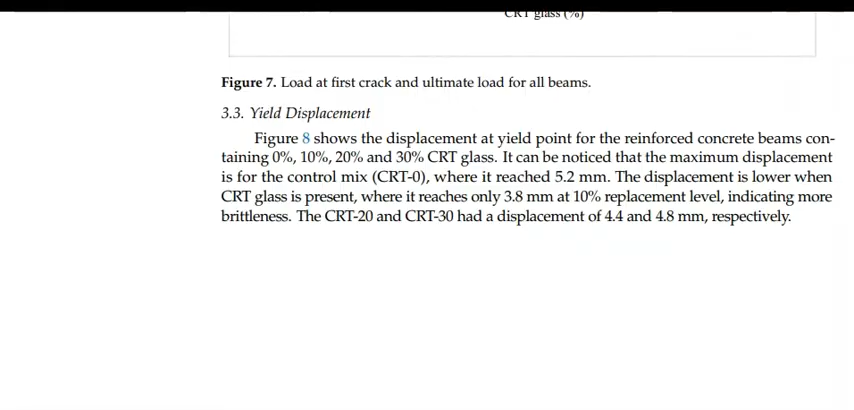 CRT glass (%)
Figure 7. Load at first crack and ultimate load for all beams.
3.3. Yield Displacement
Figure 8 shows the displacement at yield point for the reinforced concrete beams con-
taining 0%, 10%, 20% and 30% CRT glass. It can be noticed that the maximum displacement
is for the control mix (CRT-0), where it reached 5.2 mm. The displacement is lower when
CRT glass is present, where it reaches only 3.8 mm at 10% replacement level, indicating more
brittleness. The CRT-20 and CRT-30 had a displacement of 4.4 and 4.8 mm, respectively.